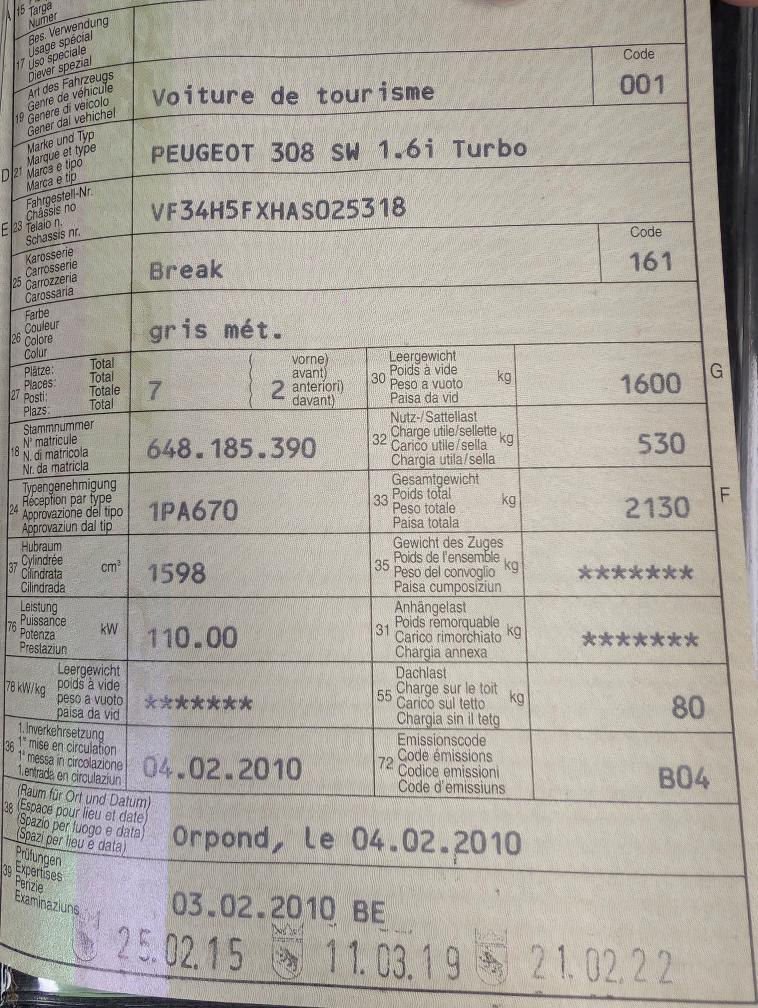 A
15 Targa
Numer
Bes. Verwendung
Usage spécial
17 Uso speciale
Diever spezial
Code
Art des Fahrzeugs
Genre de véhicule
19 Genere di veicolo
Gener dal vehichel
Voiture de tourisme
001
Marke und Typ
Marque et type
D 21 Marca e tipo
Marca e tip
PEUGEOT 308 SW 1.6i Turbo
Fahrgestell-Nr.
Châssis no
E 23 Telaio n.
Schassis nr.
VF34H5FXHAS025318
Code
Karosserie
Carrosserie
25 Carrozzeria
Carossaria
Break
161
Farbe
Couleur
26 Colore
Colur
gris mét.
Plätze: Total
Places: Total
27 Posti: Totale
Plazs: Total
7
2
vorne)
avant)
anteriori)
davant)
Leergewicht
30 Poids à vide kg
Peso a vuoto
Paisa da vid
1600
G
Stammnummer
N° matricule
18 N. di matricola
Nr. da matricla
648.185.390
Nutz-/Sattellast
32 Charge utile/sellette kg
Carico utile/sella
Chargia utila/sella
530
Typengenehmigung
24 Réception par type
Approvazione del tipo
Approvaziun dal tip
1PA670
Gesamtgewicht
33 Poids total kg
Peso totale
Paisa totala
2130
F
Hubraum
37 Cylindrée cm³
Cilindrata
Cilindrada
1598
Gewicht des Zuges
35 Poids de l'ensemble kg
Peso del convoglio
Paisa cumposiziun
*******
Leistung
76 Puissance kW
Potenza
Prestaziun
110.00
Anhängelast
31 Poids remorquable kg
Carico rimorchiato
Chargia annexa
*******
Leergewicht
78 kW/kg poids à vide
peso a vuoto
paisa da vid
*******
Dachlast
55 Charge sur le toit kg
Carico sul tetto
Chargia sin il tetg
80
1. Inverkehrsetzung
36 1re mise en circulation
1a messa in circolazione
1. entrada en circulaziun
04.02.2010
Emissionscode
72 Code émissions
Codice emissioni
Code d'emissiuns
B04
(Raum für Ort und Datum)
38 (Espace pour lieu et date)
(Spazio per luogo e data)
(Spazi per lieu e data)
Orpond, le 04.02.2010
Prüfungen
39 Expertises
Perizie
Examinaziuns
03.02.2010 BE
25.02.15 11.03.19 21.02.22